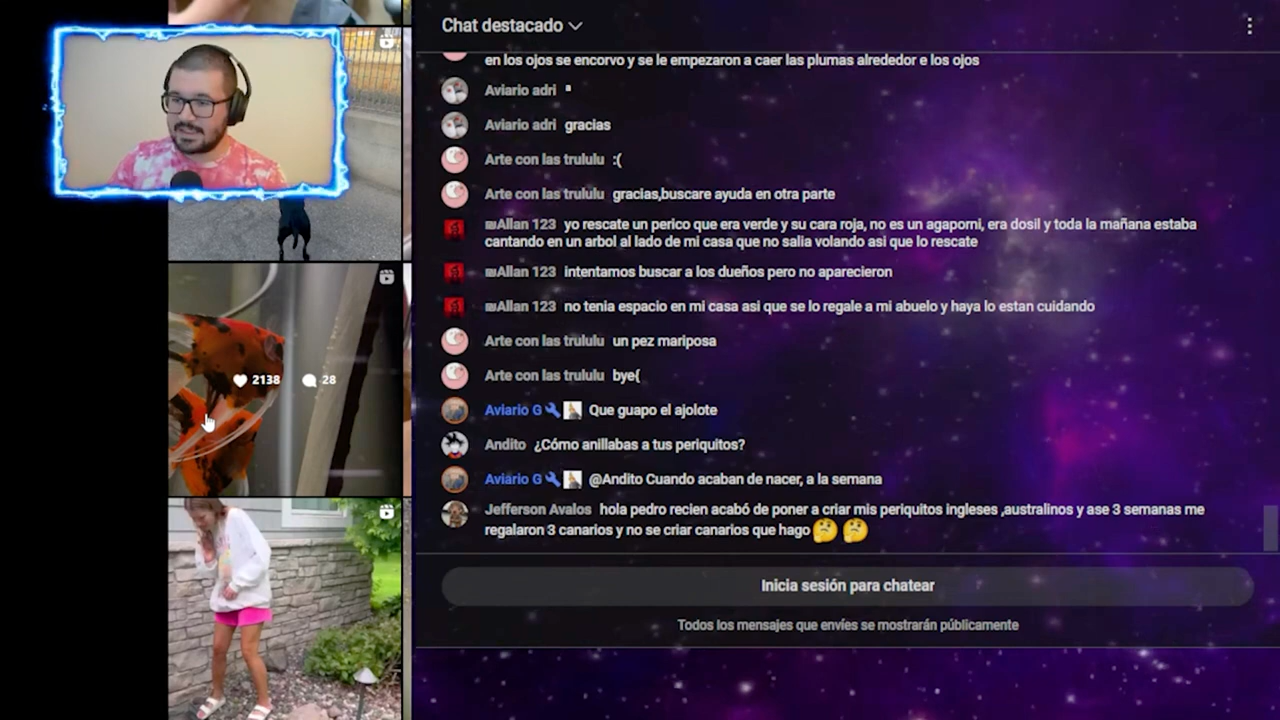 Chat destacado
en los ojos se encorvo y se le empezaron a caer las plumas alrededor e los ojos
Aviario adri
Aviario adri gracias
Arte con las trululu :(
Arte con las trululu gracias,buscare ayuda en otra parte
Allan 123 yo rescate un perico que era verde y su cara roja, no es un agaporni, era dosil y toda la mañana estaba
cantando en un arbol al lado de mi casa que no salia volando asi que lo rescate
Allan 123 intentamos buscar a los dueños pero no aparecieron
Allan 123 no tenia espacio en mi casa asi que se lo regale a mi abuelo y haya lo estan cuidando
Arte con las trululu un pez mariposa
Arte con las trululu bye{
Aviario G Que guapo el ajolote
Andito ¿Cómo anillabas a tus periquitos?
Aviario G @Andito Cuando acaban de nacer, a la semana
Jefferson Avalos hola pedro recien acabó de poner a criar mis periquitos ingleses ,australinos y ase 3 semanas me
regalaron 3 canarios y no se criar canarios que hago 🤔 🤔
Inicia sesión para chatear
Todos los mensajes que envíes se mostrarán públicamente
2138 28